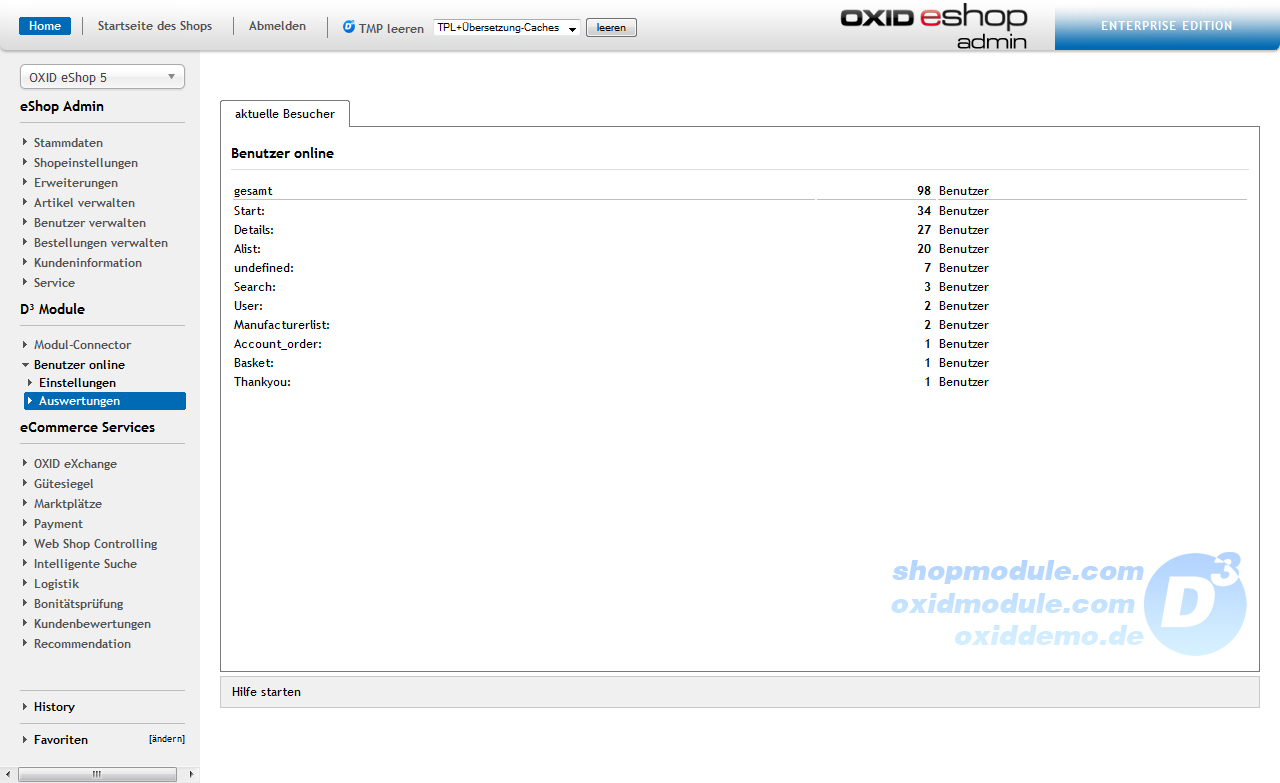 Home Startseite des Shops Abmelden TMP leeren TPL+Übersetzung-Caches leeren
OXID eshop
admin
ENTERPRISE EDITION
OXID eShop 5
eShop Admin
Stammdaten
Shopeinstellungen
Erweiterungen
Artikel verwalten
Benutzer verwalten
Bestellungen verwalten
Kundeninformation
Service
D³ Module
Modul-Connector
Benutzer online
Einstellungen
Auswertungen
eCommerce Services
OXID eXchange
Gütesiegel
Marktplätze
Payment
Web Shop Controlling
Intelligente Suche
Logistik
Bonitätsprüfung
Kundenbewertungen
Recommendation
History
Favoriten [ändern]
aktuelle Besucher
Benutzer online
gesamt 98 Benutzer
Start: 34 Benutzer
Details: 27 Benutzer
Alist: 20 Benutzer
undefined: 7 Benutzer
Search: 3 Benutzer
User: 2 Benutzer
Manufacturerlist: 2 Benutzer
Account_order: 1 Benutzer
Basket: 1 Benutzer
Thankyou: 1 Benutzer
shopmodule.com
oxidmodule.com
oxiddemo.de
D³
Hilfe starten